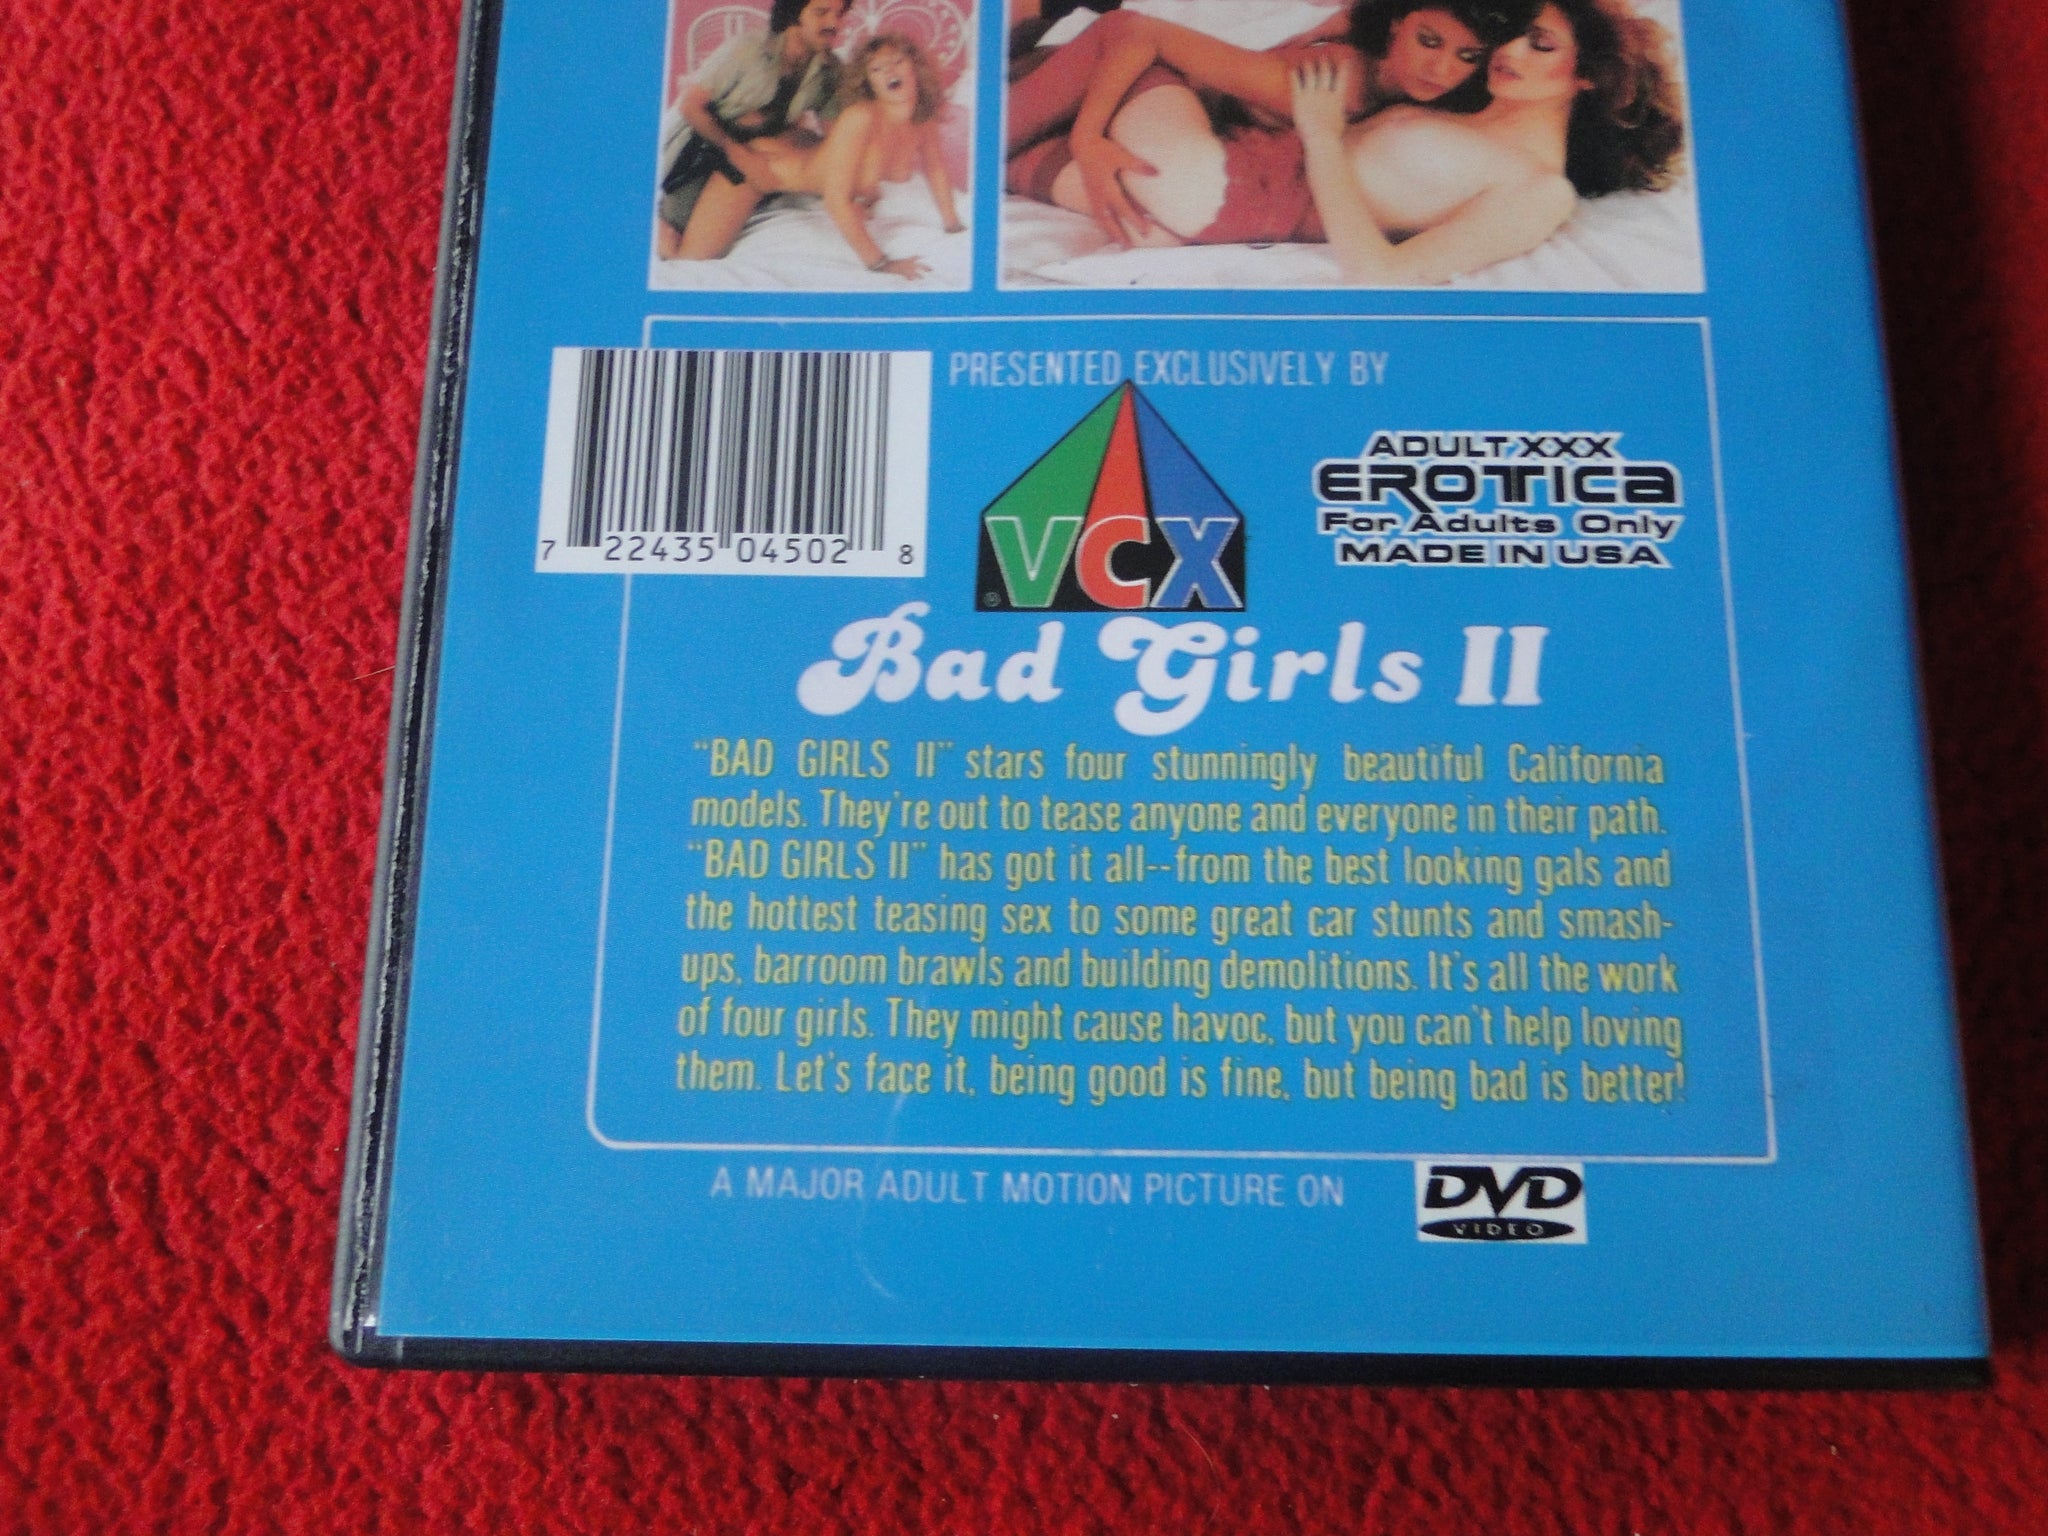 PRESENTED EXCLUSIVELY BY
VCX
®
ADULT XXX
EROTICA
For Adults Only
MADE IN USA
7 22435 04502 8
Bad Girls II
"BAD GIRLS II" stars four stunningly beautiful California
models. They're out to tease anyone and everyone in their path.
"BAD GIRLS II" has got it all--from the best looking gals and
the hottest teasing sex to some great car stunts and smash-
ups, barroom brawls and building demolitions. It's all the work
of four girls. They might cause havoc, but you can't help loving
them. Let's face it, being good is fine, but being bad is better!
A MAJOR ADULT MOTION PICTURE ON
DVD
VIDEO